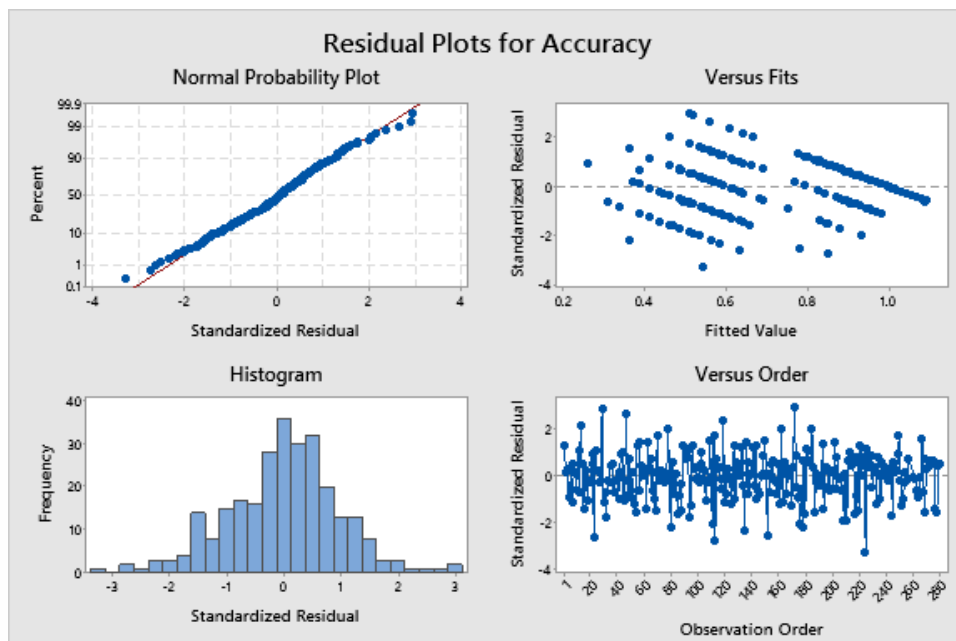 Residual Plots for Accuracy
Normal Probability Plot
Percent
99.9
99
90
50
10
1
0.1
-4 -2 0 2 4
Standardized Residual
Versus Fits
Standardized Residual
2
0
-2
-4
0.2 0.4 0.6 0.8 1.0
Fitted Value
Histogram
Frequency
40
30
20
10
0
-3 -2 -1 0 1 2 3
Standardized Residual
Versus Order
Standardized Residual
2
0
-2
-4
1 20 40 60 80 100 120 140 160 180 200 220 240 260 280
Observation Order